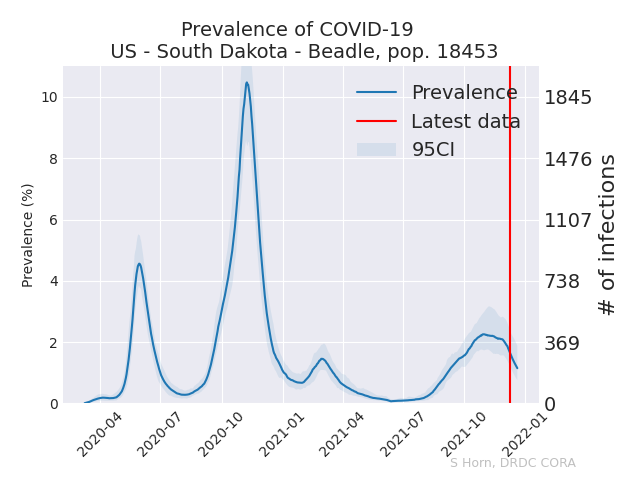 Prevalence of COVID-19
US - South Dakota - Beadle, pop. 18453
Prevalence
Latest data
95CI
Prevalence (%)
10
8
6
4
2
0
1845
1476
1107
738
369
0
# of infections
2020-04
2020-07
2020-10
2021-01
2021-04
2021-07
2021-10
2022-01
S Horn, DRDC CORA